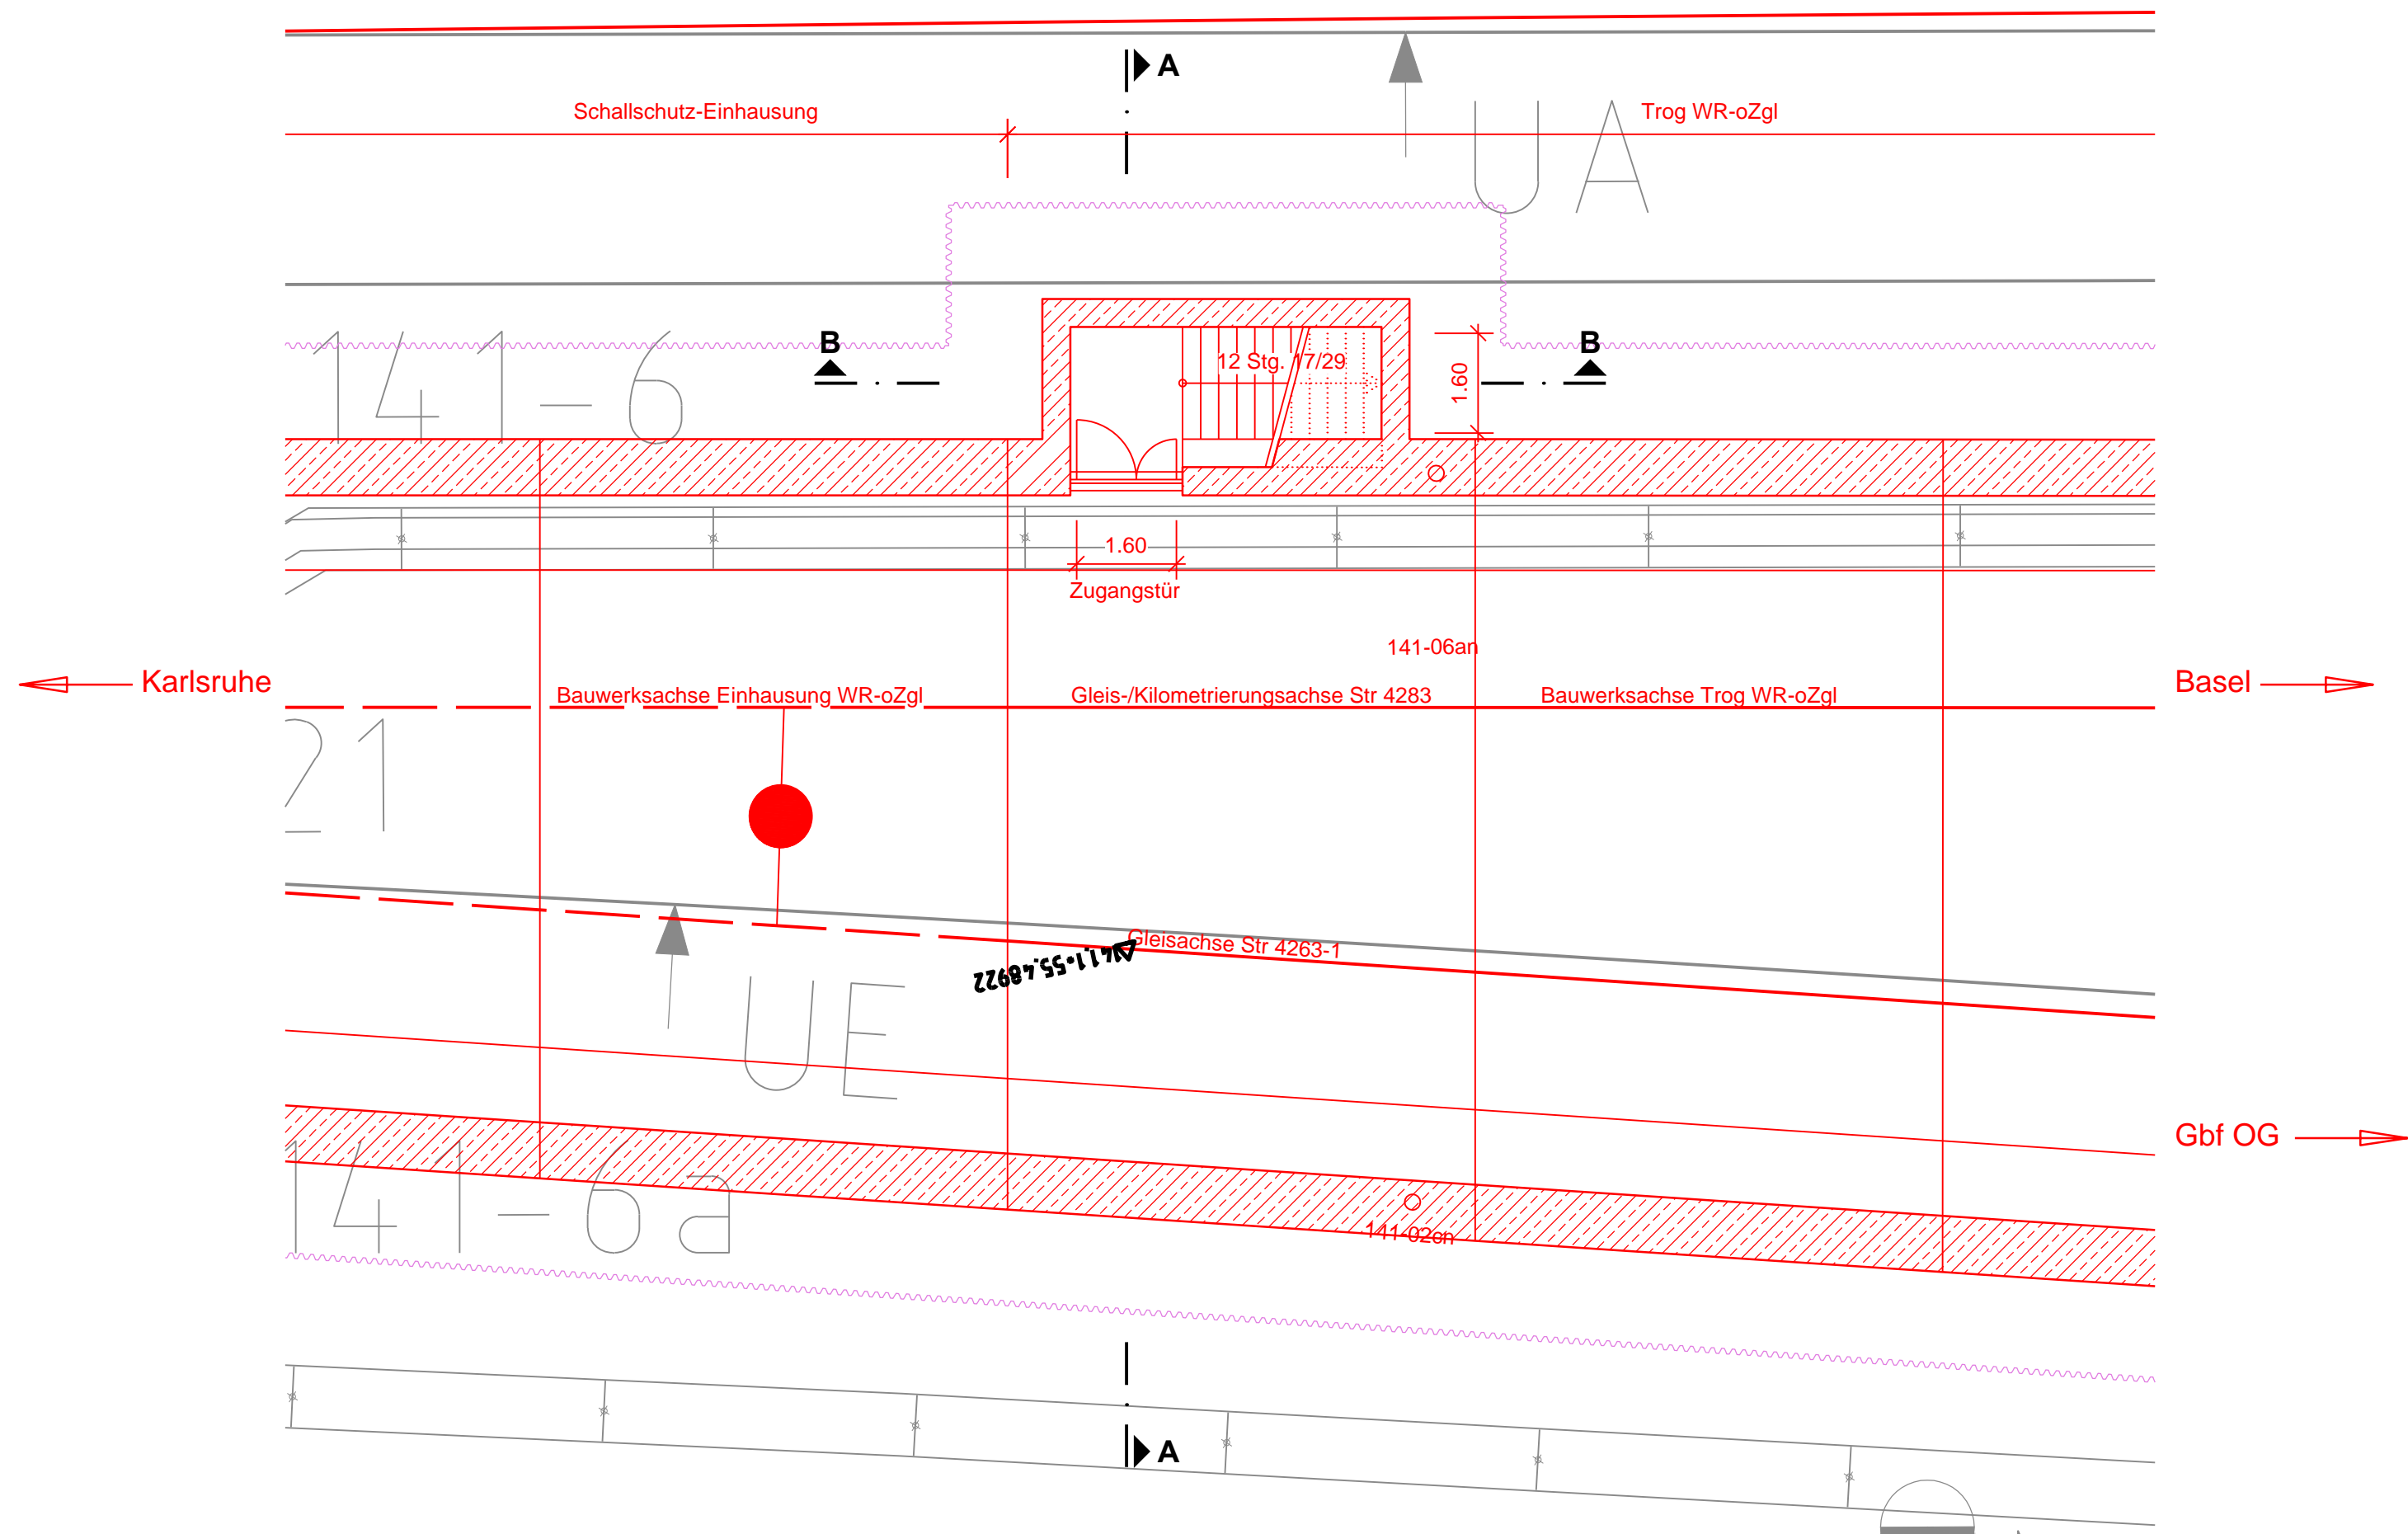 A
Schallschutz-Einhausung
Trog WR-oZgl
UA
B
B
12 Stg. 17/29
1.60
141-6
1.60
Zugangstür
141-06an
Karlsruhe
Basel
Bauwerksachse Einhausung WR-oZgl
Gleis-/Kilometrierungsachse Str 4283
Bauwerksachse Trog WR-oZgl
21
Gleisachse Str 4263-1
UE
Gbf OG
141-6a
A